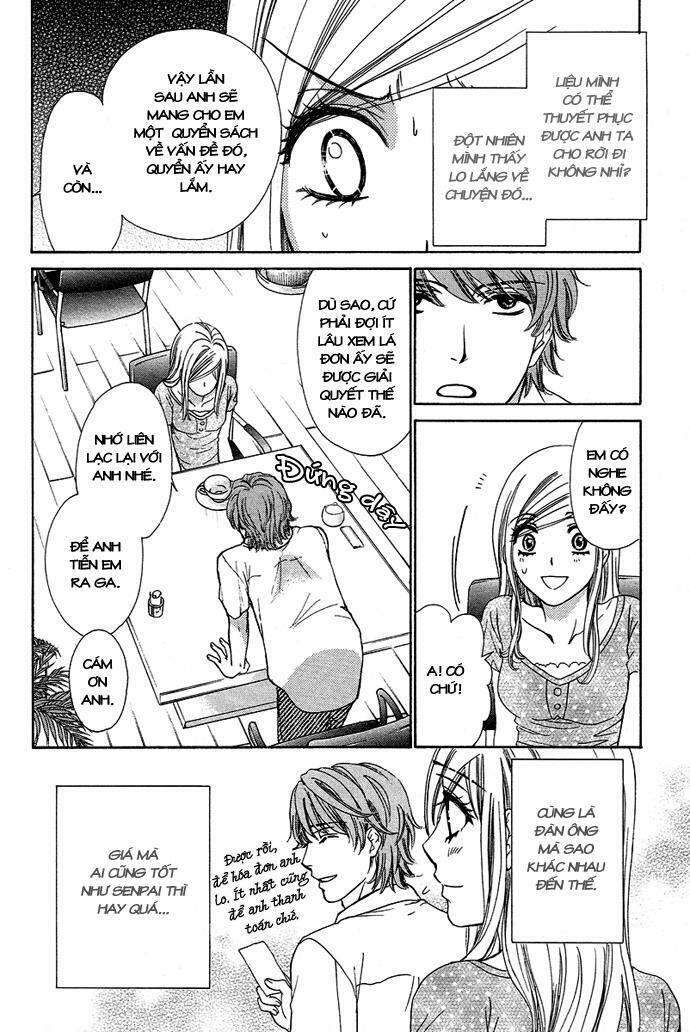 VẬY LẦN
SAU ANH SẼ
MANG CHO EM
MỘT QUYỂN SÁCH
VỀ VẤN ĐỀ ĐÓ,
QUYỂN ẤY HAY
LẮM.
VÀ
CÒN...
LIỆU MÌNH
CÓ THỂ
THUYẾT PHỤC
ĐƯỢC ANH TA
CHO RỜI ĐI
KHÔNG NHỈ?
ĐỘT NHIÊN
MÌNH THẤY
LO LẮNG VỀ
CHUYỆN ĐÓ...
DÙ SAO, CỨ
PHẢI ĐỢI ÍT
LÂU XEM LÁ
ĐƠN ẤY SẼ
ĐƯỢC GIẢI
QUYẾT THẾ
NÀO ĐÃ.
NHỚ LIÊN
LẠC LẠI VỚI
ANH NHÉ.
Đứng dậy
ĐỂ ANH
TIỄN EM
RA GA.
CÁM
ƠN
ANH.
EM CÓ
NGHE
KHÔNG
ĐẤY?
A! CÓ
CHỨ!
GIÁ MÀ
AI CŨNG TỐT
NHƯ SENPAI THÌ
HAY QUÁ...
Được rồi,
để hóa đơn anh
lo. Ít nhất cũng
để anh thanh
toán chứ.
CŨNG LÀ
ĐÀN ÔNG
MÀ SAO
KHÁC NHAU
ĐẾN THẾ.